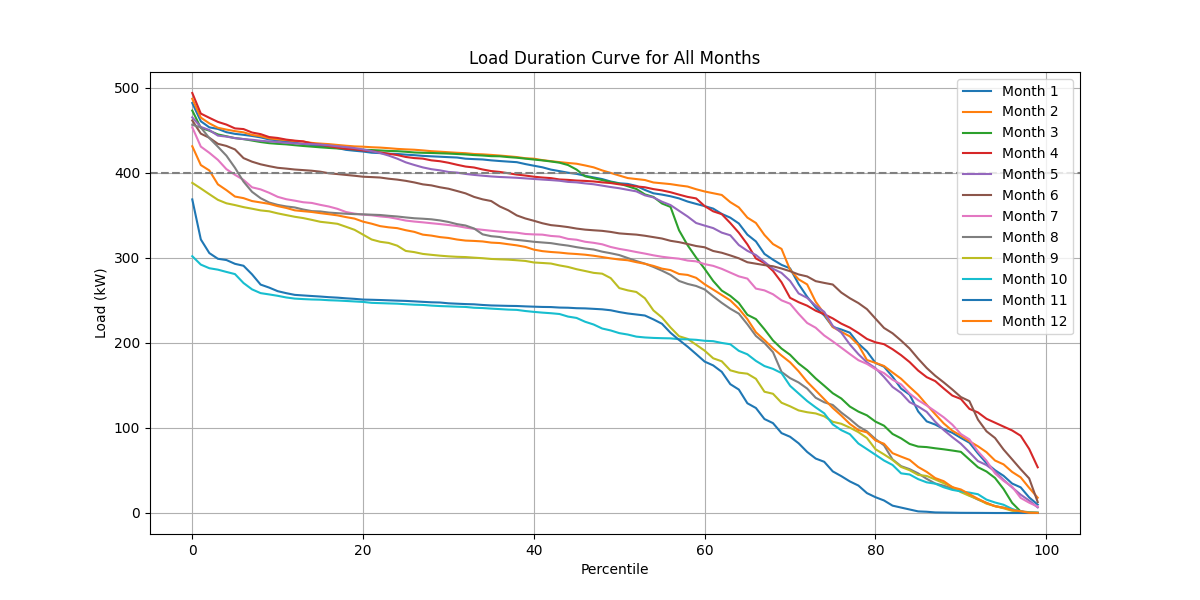 Load Duration Curve for All Months
Load (kW)
500
400
300
200
100
0
0 20 40 60 80 100
Percentile
Month 1
Month 2
Month 3
Month 4
Month 5
Month 6
Month 7
Month 8
Month 9
Month 10
Month 11
Month 12